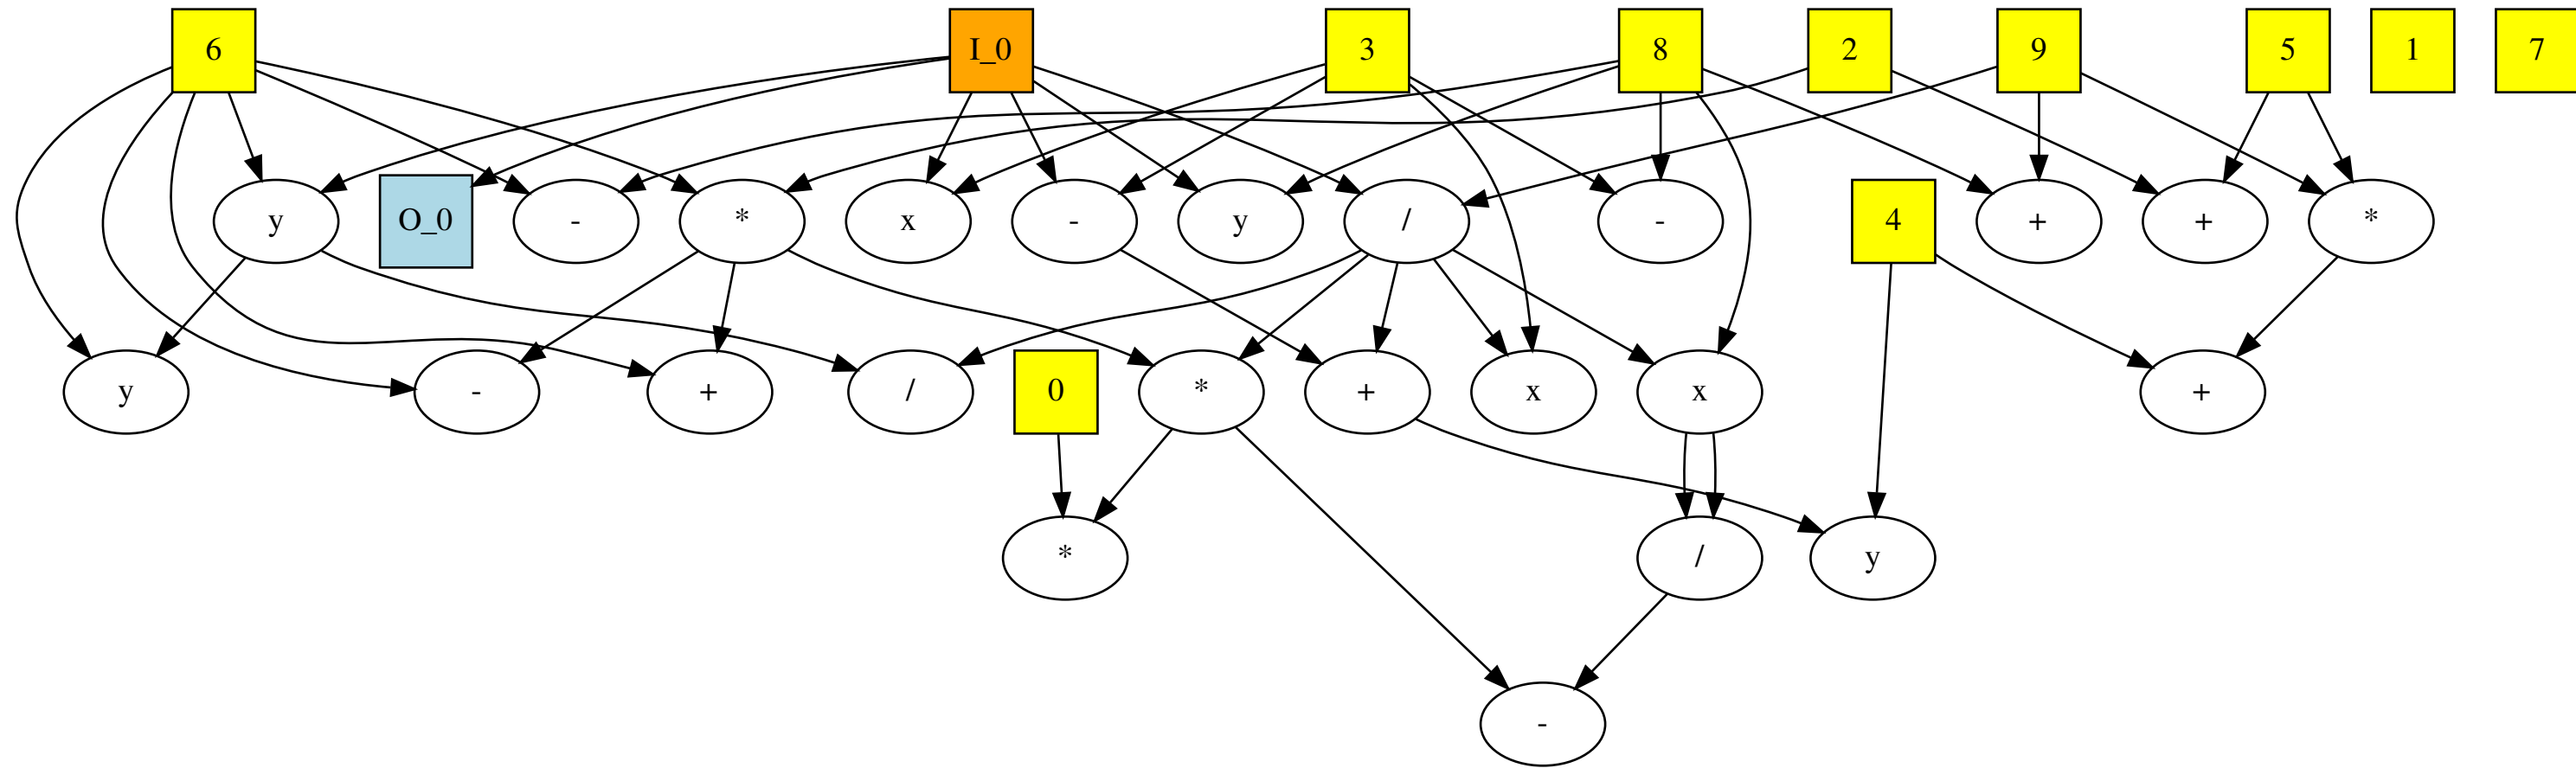 6 I_0 3 8 2 9 5 1 7
y O_0 - * x - y / - 4 + + *
y - + / 0 * + x x +
* / y
-